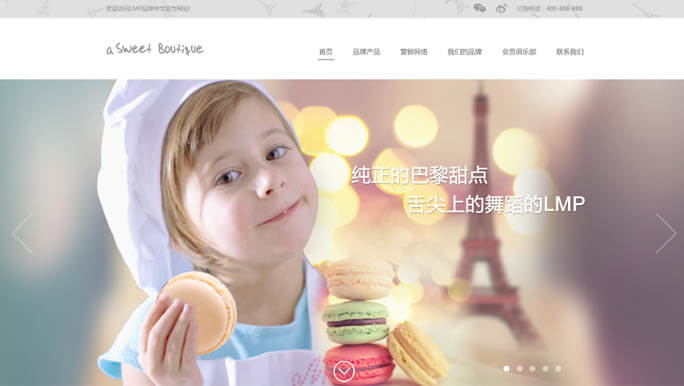 欢迎访问LMP品牌中文官方网站!
订购电话：400-888-888
a Sweet Boutique
首页 品牌产品 营销网络 我们的品牌 会员俱乐部 联系我们
纯正的巴黎甜点
舌尖上的舞蹈的LMP